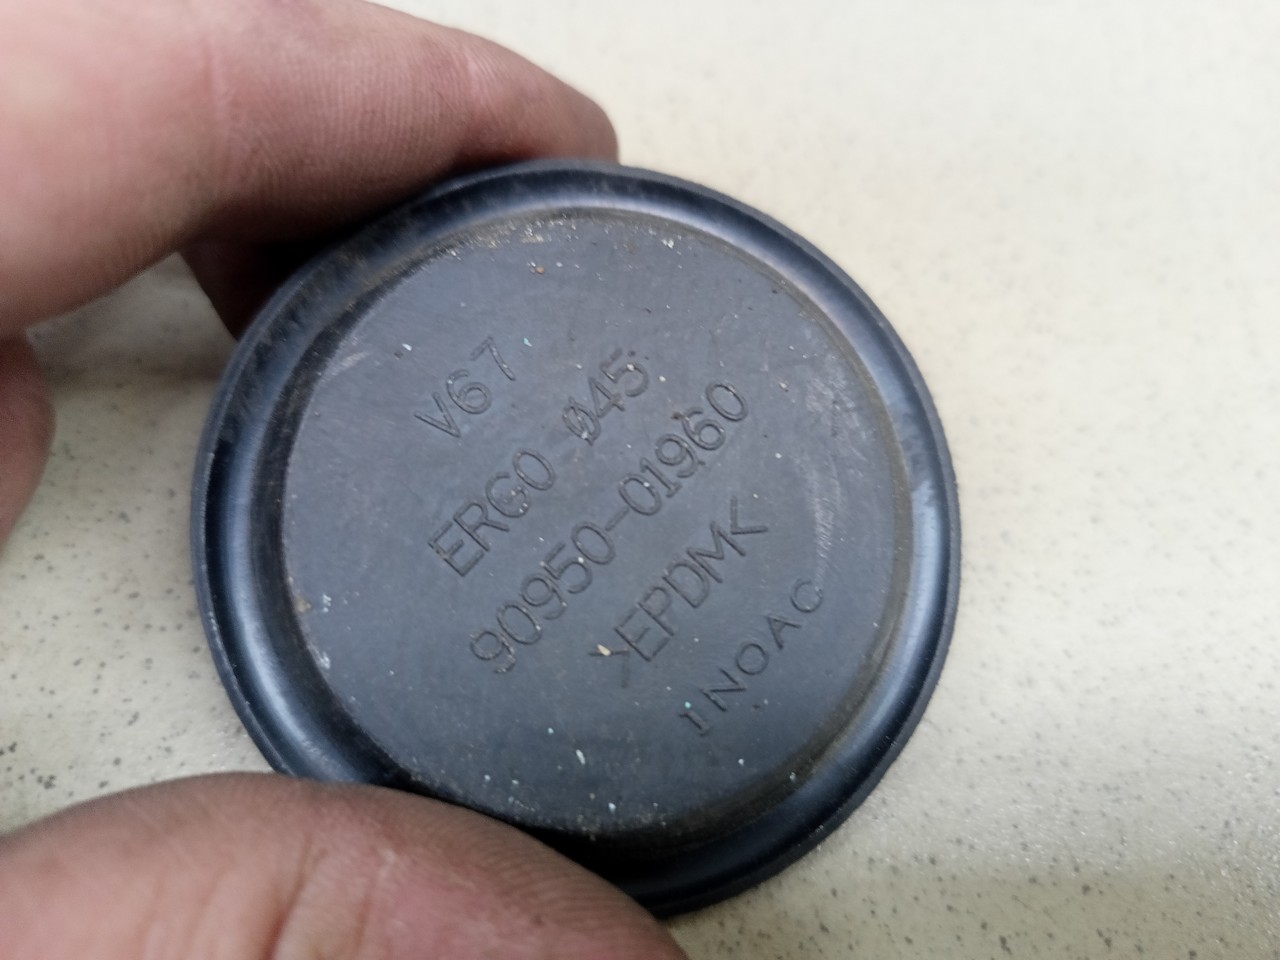 V67
ERGO Ø45
90950-01960
>EPDM<
INOAC